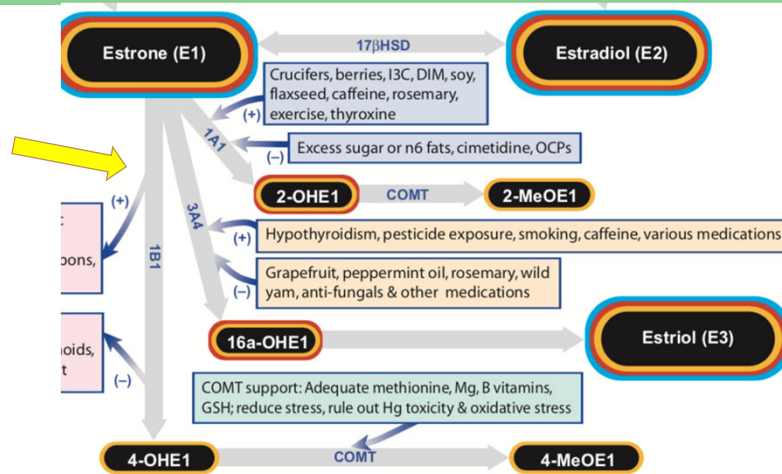 Estrone (E1)
17βHSD
Estradiol (E2)
Crucifers, berries, I3C, DIM, soy,
flaxseed, caffeine, rosemary,
exercise, thyroxine
(+)
1A1
(–)
Excess sugar or n6 fats, cimetidine, OCPs
2-OHE1
COMT
2-MeOE1
(+)
3A4
(+)
Hypothyroidism, pesticide exposure, smoking, caffeine, various medications
1B1
(–)
Grapefruit, peppermint oil, rosemary, wild
yam, anti-fungals & other medications
16a-OHE1
Estriol (E3)
(–)
COMT support: Adequate methionine, Mg, B vitamins,
GSH; reduce stress, rule out Hg toxicity & oxidative stress
4-OHE1
COMT
4-MeOE1